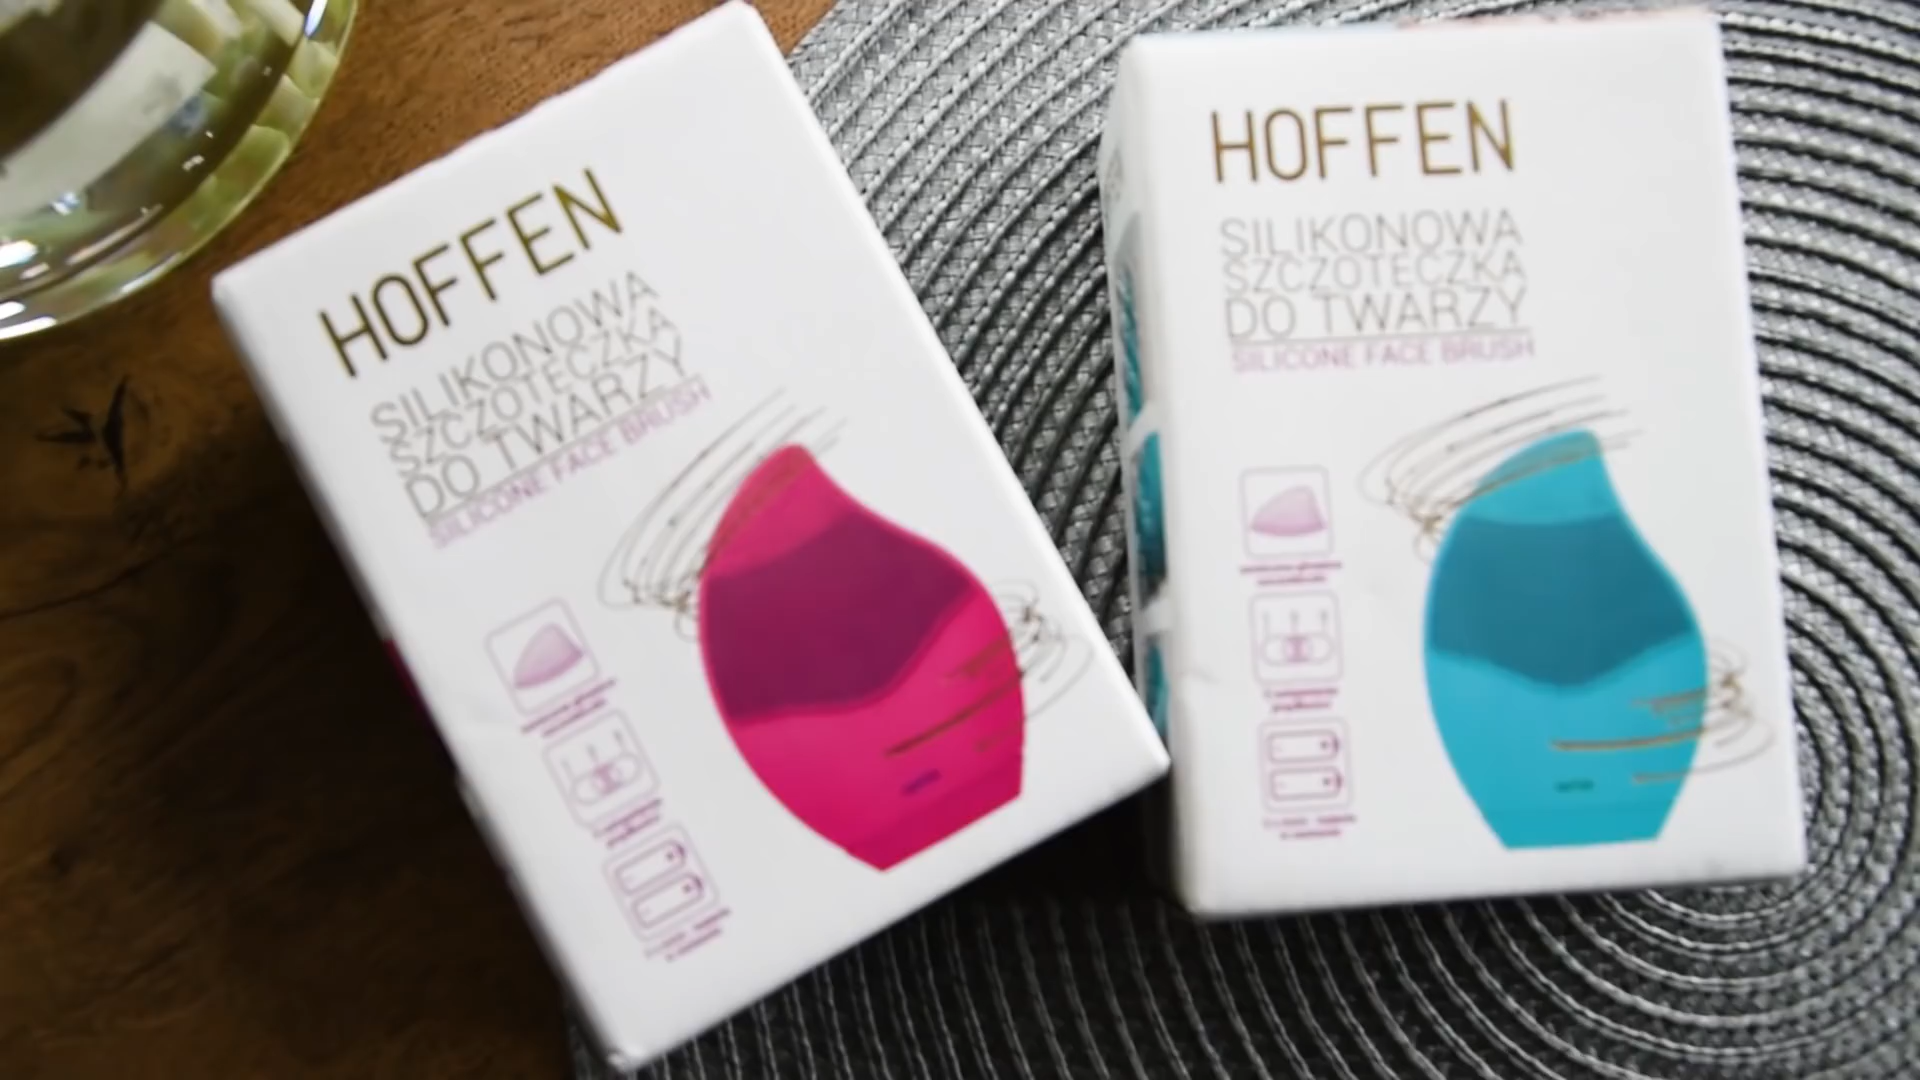 HOFFEN
SILIKONOWA
SZCZOTECZKA
DO TWARZY
SILICONE FACE BRUSH
HOFFEN
SILIKONOWA
SZCZOTECZKA
DO TWARZY
SILICONE FACE BRUSH